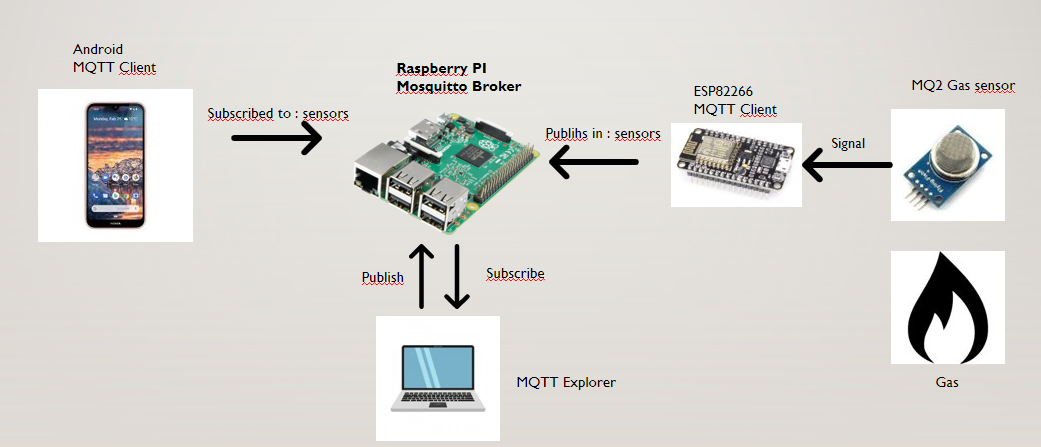 Android
MQTT Client
Subscribed to : sensors
Raspberry PI
Mosquitto Broker
Publihs in : sensors
ESP82266
MQTT Client
Signal
MQ2 Gas sensor
Publish
Subscribe
MQTT Explorer
Gas